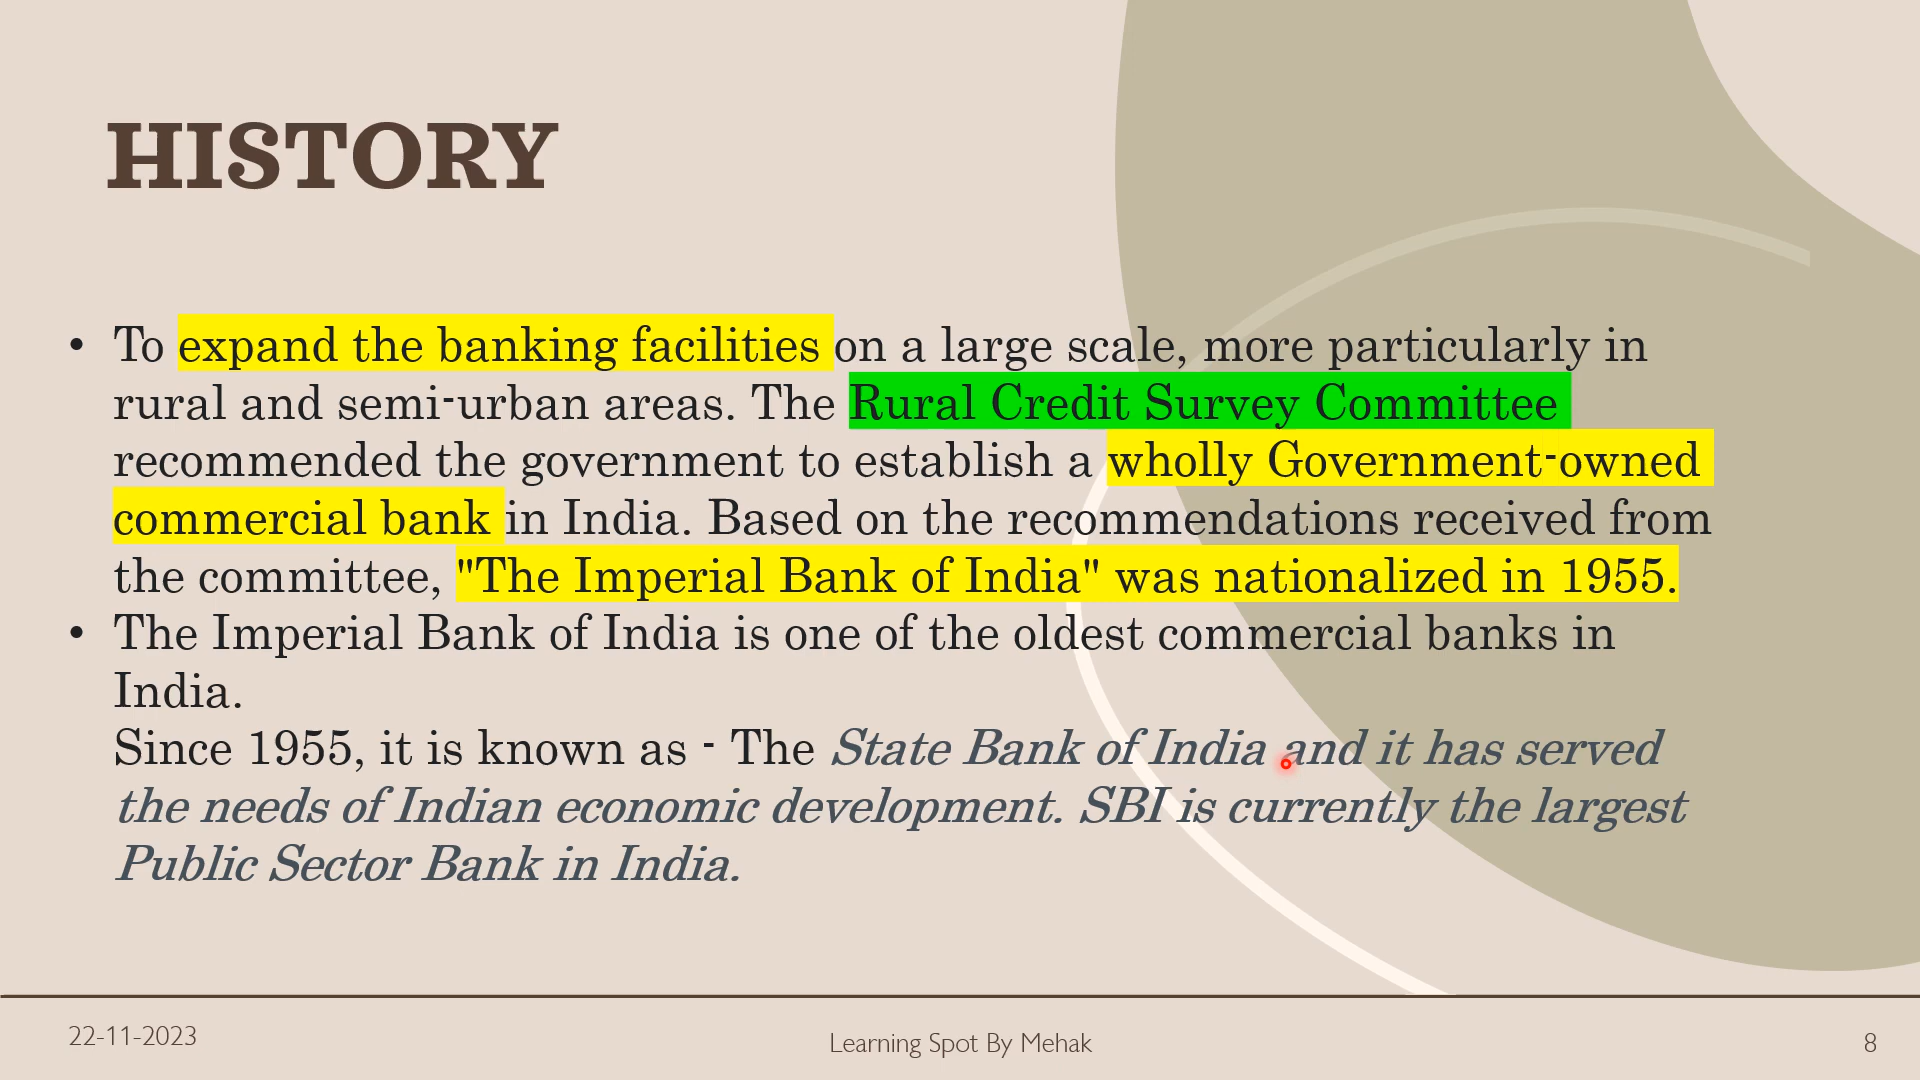 HISTORY
• To expand the banking facilities on a large scale, more particularly in
rural and semi-urban areas. The Rural Credit Survey Committee
recommended the government to establish a wholly Government-owned
commercial bank in India. Based on the recommendations received from
the committee, "The Imperial Bank of India" was nationalized in 1955.
• The Imperial Bank of India is one of the oldest commercial banks in
India.
Since 1955, it is known as - The State Bank of India and it has served
the needs of Indian economic development. SBI is currently the largest
Public Sector Bank in India.
22-11-2023
Learning Spot By Mehak
8